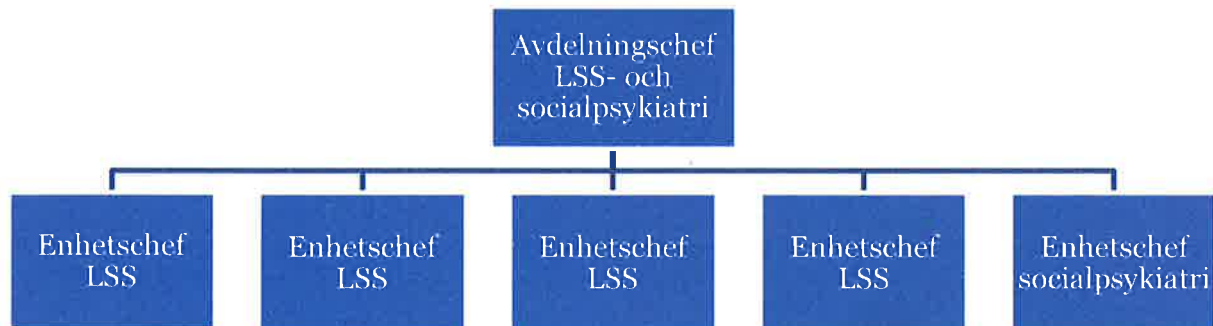 Avdelningschef
LSS- och
socialpsykiatri
Enhetschef
LSS
Enhetschef
LSS
Enhetschef
LSS
Enhetschef
LSS
Enhetschef
socialpsykiatri